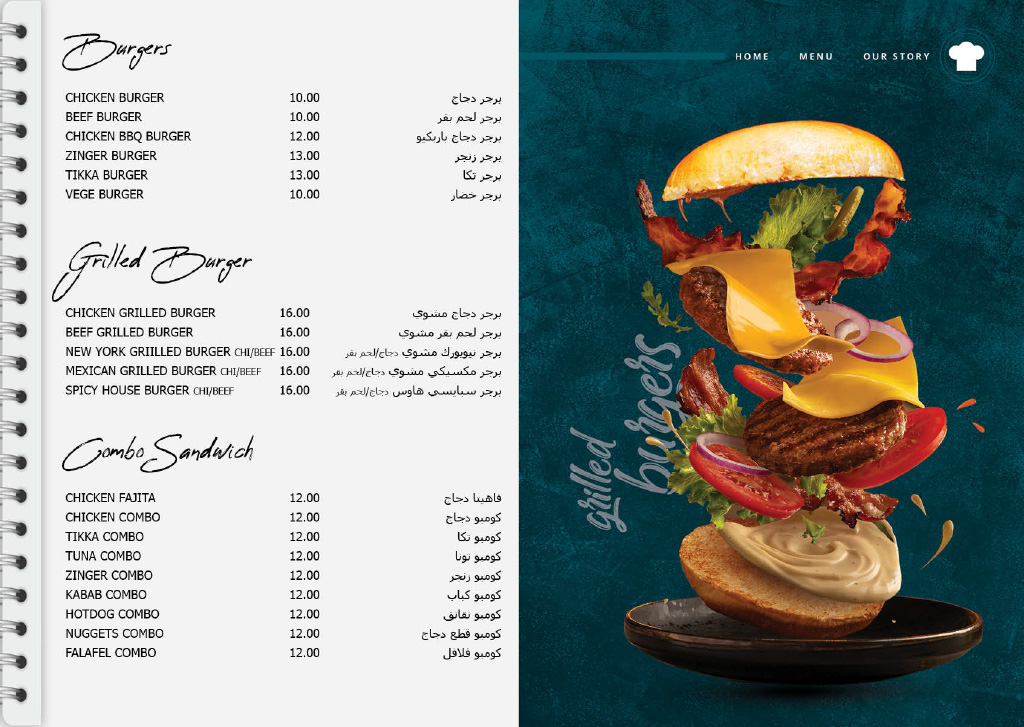 Burgers
CHICKEN BURGER 10.00 برجر دجاج
BEEF BURGER 10.00 برجر لحم بقر
CHICKEN BBQ BURGER 12.00 برجر دجاج باربكيو
ZINGER BURGER 13.00 برجر زنجر
TIKKA BURGER 13.00 برجر تكا
VEGE BURGER 10.00 برجر خضار
Grilled Burger
CHICKEN GRILLED BURGER 16.00 برجر دجاج مشوي
BEEF GRILLED BURGER 16.00 برجر لحم بقر مشوي
NEW YORK GRIILLED BURGER CHI/BEEF 16.00 برجر نيويورك مشوي دجاج/لحم بقر
MEXICAN GRILLED BURGER CHI/BEEF 16.00 برجر مكسيكي مشوي دجاج/لحم بقر
SPICY HOUSE BURGER CHI/BEEF 16.00 برجر سبايسي هاوس دجاج/لحم بقر
Combo Sandwich
CHICKEN FAJITA 12.00 فاهيتا دجاج
CHICKEN COMBO 12.00 كومبو دجاج
TIKKA COMBO 12.00 كومبو تكا
TUNA COMBO 12.00 كومبو تونا
ZINGER COMBO 12.00 كومبو زنجر
KABAB COMBO 12.00 كومبو كباب
HOTDOG COMBO 12.00 كومبو نقانق
NUGGETS COMBO 12.00 كومبو قطع دجاج
FALAFEL COMBO 12.00 كومبو فلافل
HOME MENU OUR STORY
grilled
burgers